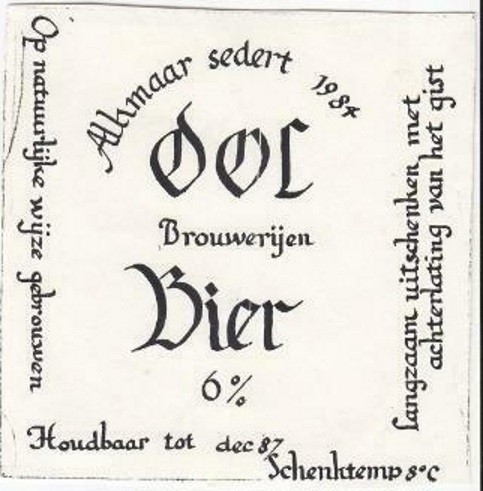 Alkmaar sedert 1984
Dol
Brouwerijen
Bier
6%
Op natuurlijke wijze gebrouwen
Langzaam uitschenken met
achterlating van het gist
Houdbaar tot dec 87
Schenktemp 8°C